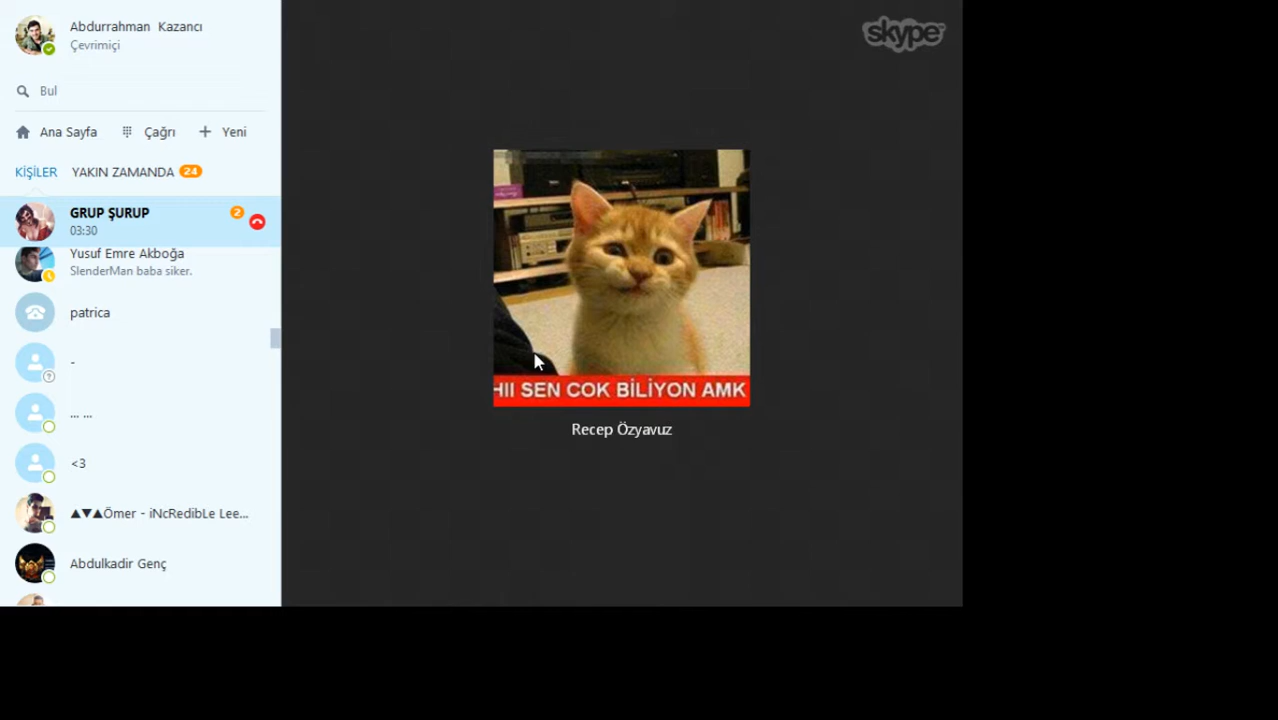 Abdurrahman Kazancı
Çevrimiçi
Bul
Ana Sayfa
Çağrı
Yeni
KİŞİLER
YAKIN ZAMANDA 24
GRUP ŞURUP
2
03:30
Yusuf Emre Akboğa
SlenderMan baba siker.
patrica
-
... ...
<3
▲▼▲Ömer - iNcRedibLe Lee...
Abdulkadir Genç
skype
HII SEN COK BİLİYON AMK
Recep Özyavuz